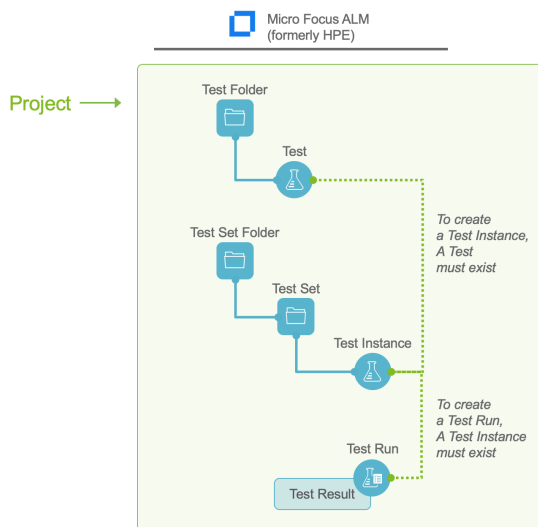 Micro Focus ALM
(formerly HPE)
Project
Test Folder
Test
To create
a Test Instance,
A Test
must exist
Test Set Folder
Test Set
Test Instance
To create
a Test Run,
A Test Instance
must exist
Test Run
Test Result